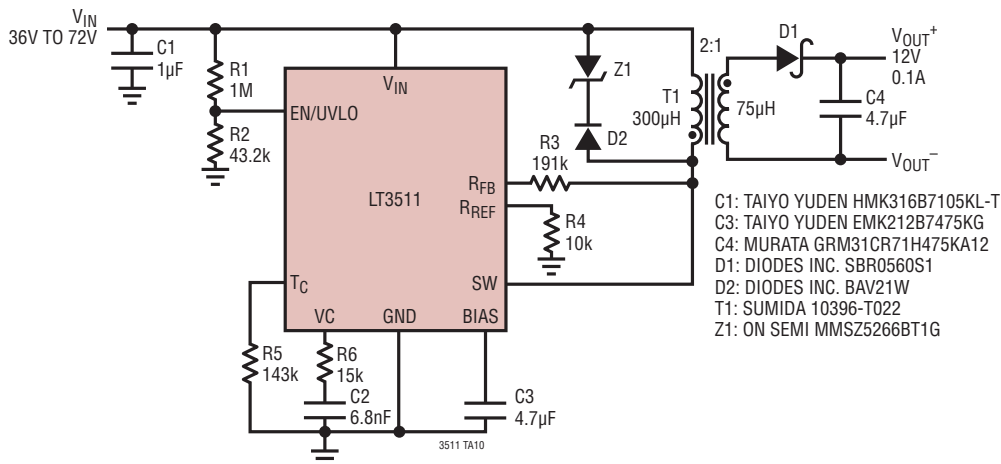 VIN
36V TO 72V
C1
1µF
R1
1M
R2
43.2k
EN/UVLO
VIN
LT3511
RFB
RREF
SW
TC
VC
GND
BIAS
Z1
D2
R3
191k
R4
10k
2:1
T1
300µH
75µH
D1
VOUT+
12V
0.1A
C4
4.7µF
VOUT–
R5
143k
R6
15k
C2
6.8nF
C3
4.7µF
3511 TA10
C1: TAIYO YUDEN HMK316B7105KL-T
C3: TAIYO YUDEN EMK212B7475KG
C4: MURATA GRM31CR71H475KA12
D1: DIODES INC. SBR0560S1
D2: DIODES INC. BAV21W
T1: SUMIDA 10396-T022
Z1: ON SEMI MMSZ5266BT1G